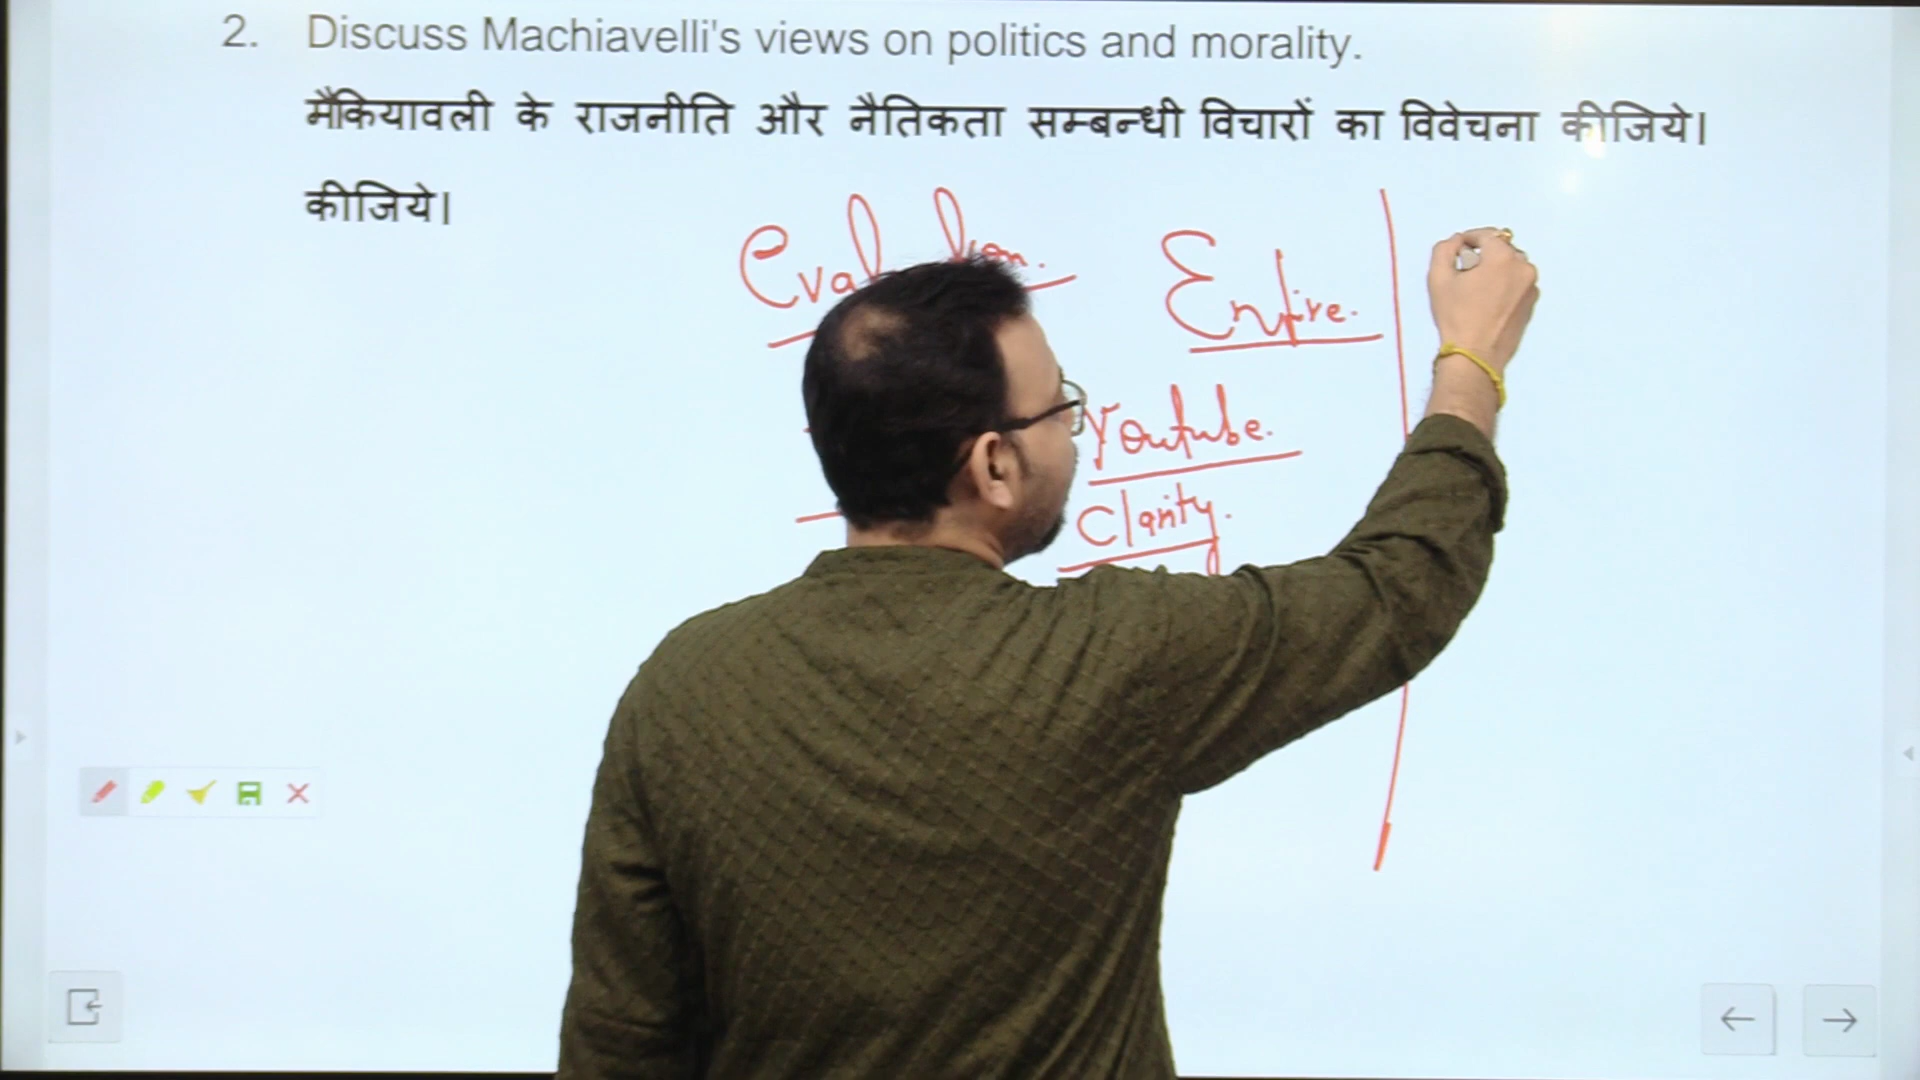 2. Discuss Machiavelli's views on politics and morality.
मैकियावली के राजनीति और नैतिकता सम्बन्धी विचारों का विवेचना कीजिये।
कीजिये।
Entire.
Youtube.
Clarity.